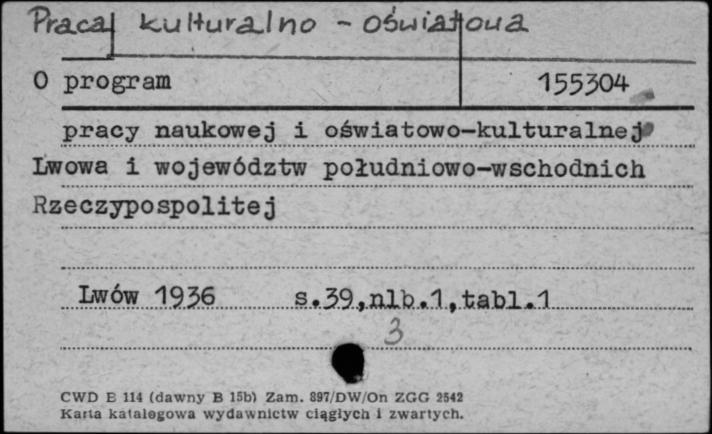 Praca kulturalno - oświatowa
O program 155304
pracy naukowej i oświatowo-kulturalnej
Lwowa i województw południowo-wschodnich
Rzeczypospolitej
Lwów 1936 s.39,nlb.1,tabl.1
3
CWD E 114 (dawny B 15b) Zam. 897/DW/On ZGG 2542
Karta katalogowa wydawnictw ciągłych i zwartych.